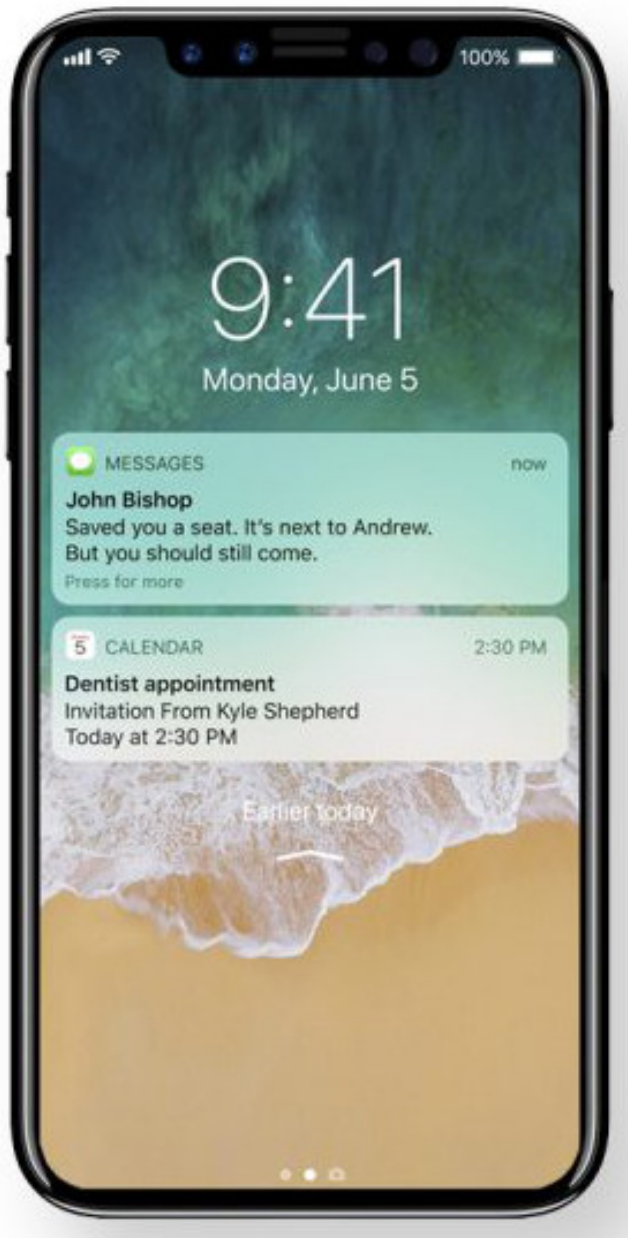 100%
9:41
Monday, June 5
MESSAGES now
John Bishop
Saved you a seat. It's next to Andrew.
But you should still come.
Press for more
5 CALENDAR 2:30 PM
Dentist appointment
Invitation From Kyle Shepherd
Today at 2:30 PM
Earlier today